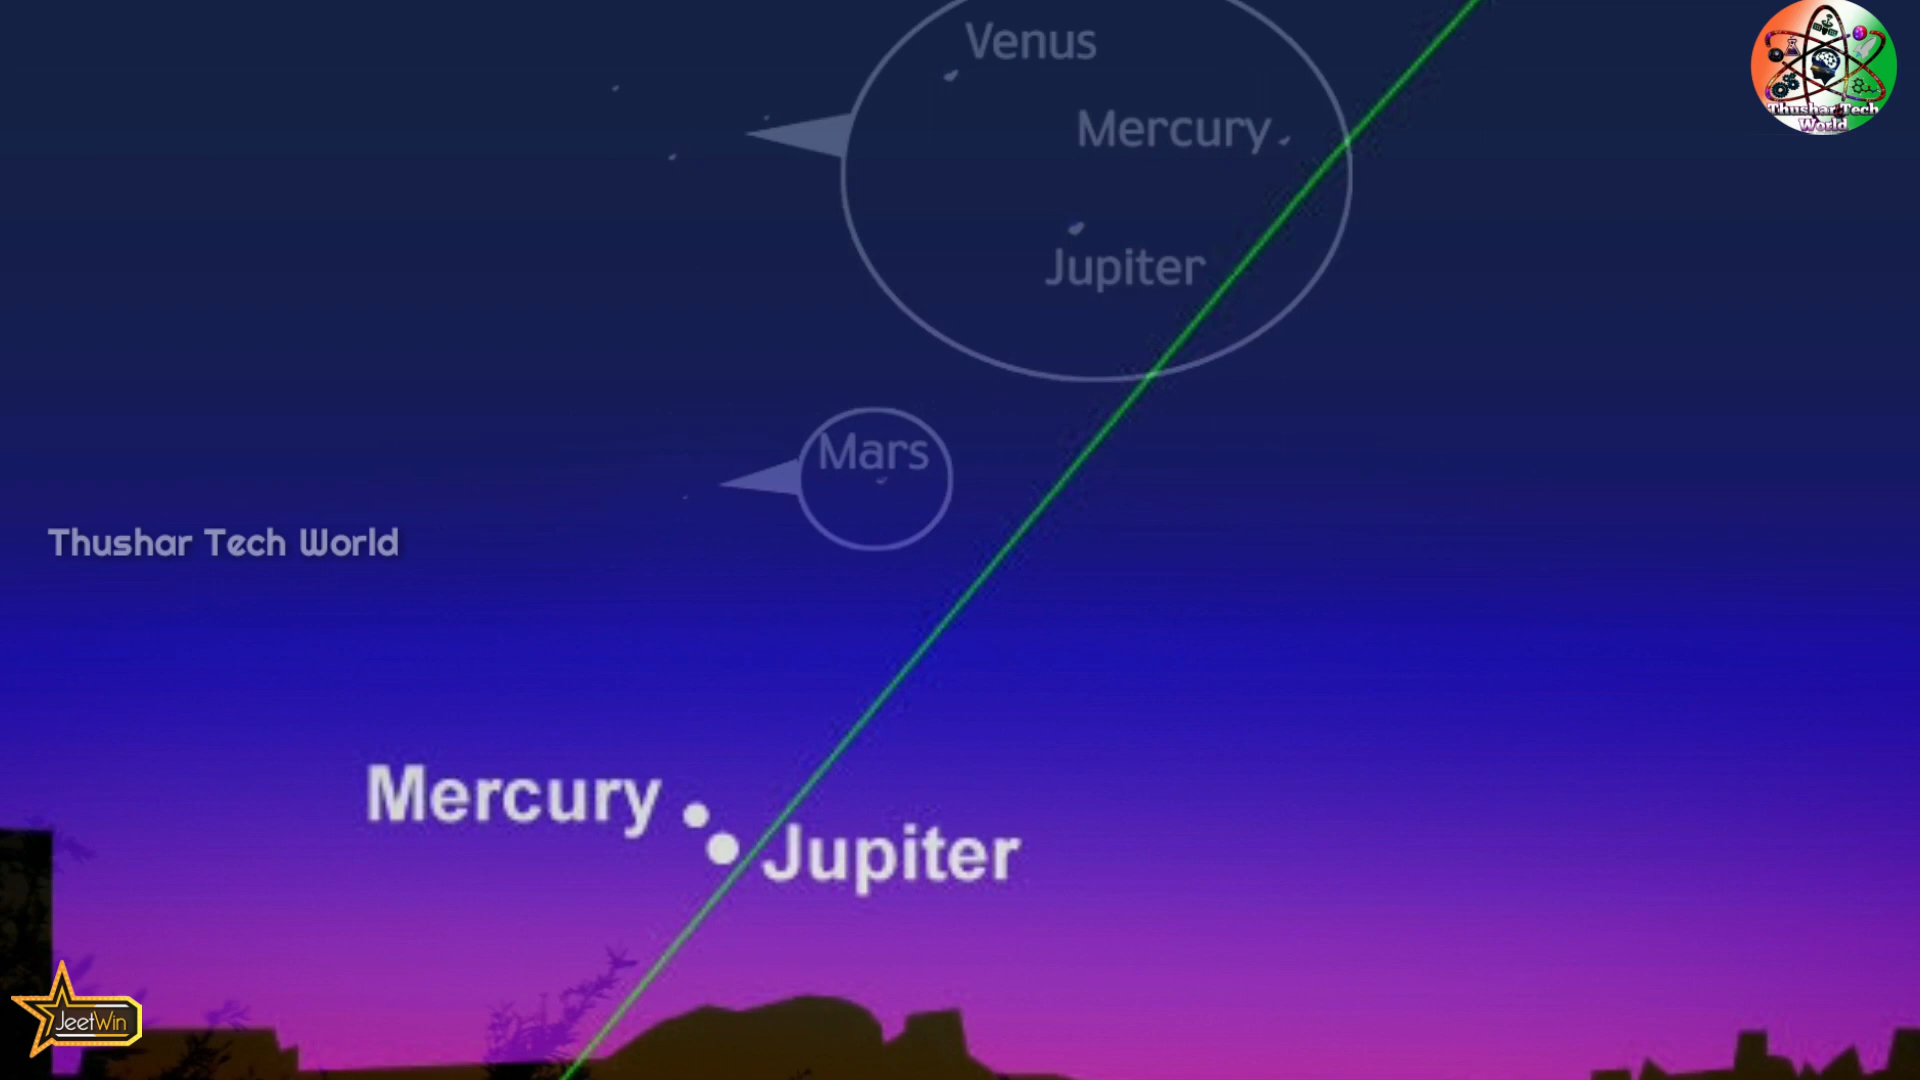 Venus
Mercury
Jupiter
Mars
Thushar Tech World
Mercury
Jupiter
Thushar Tech
World
JeetWin